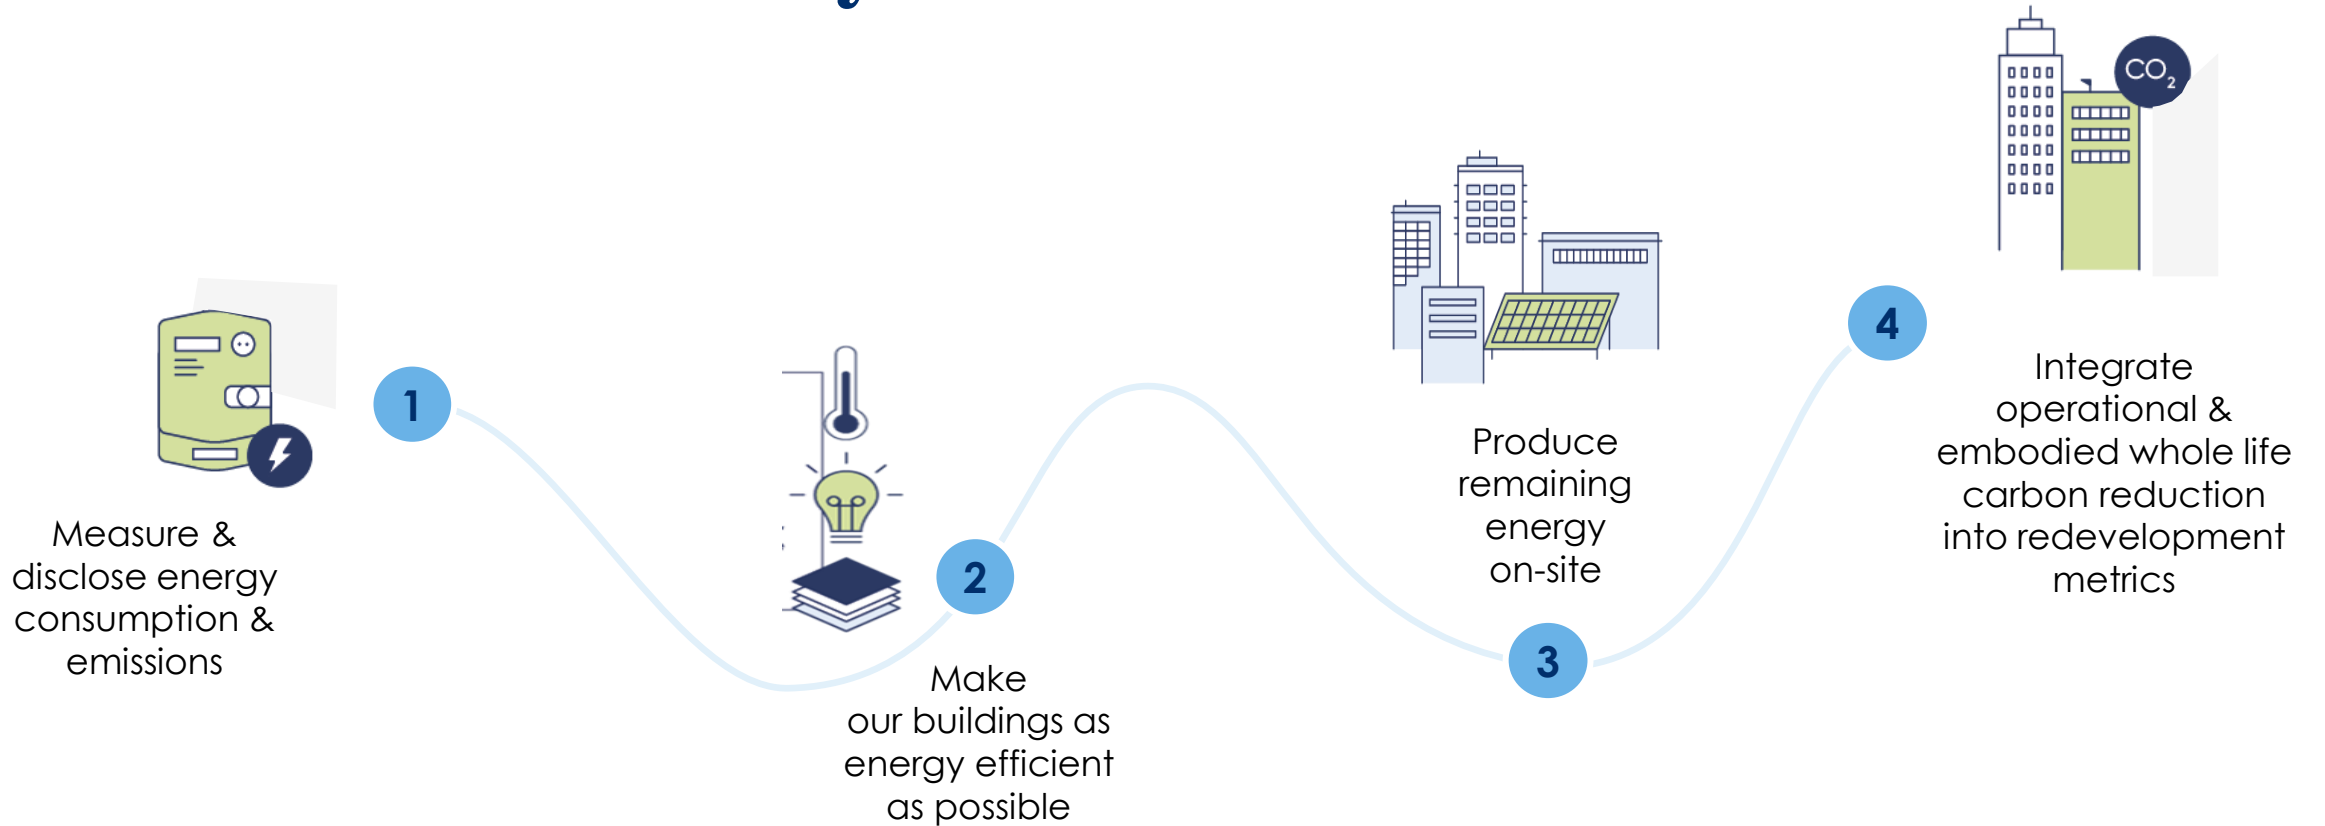 CO2
1
Measure &
disclose energy
consumption &
emissions
2
Make
our buildings as
energy efficient
as possible
Produce
remaining
energy
on-site
3
4
Integrate
operational &
embodied whole life
carbon reduction
into redevelopment
metrics